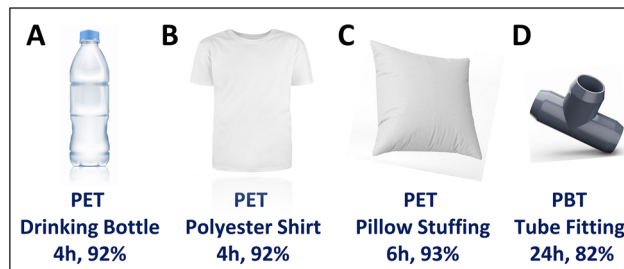 A
B
C
D
PET
Drinking Bottle
4h, 92%
PET
Polyester Shirt
4h, 92%
PET
Pillow Stuffing
6h, 93%
PBT
Tube Fitting
24h, 82%